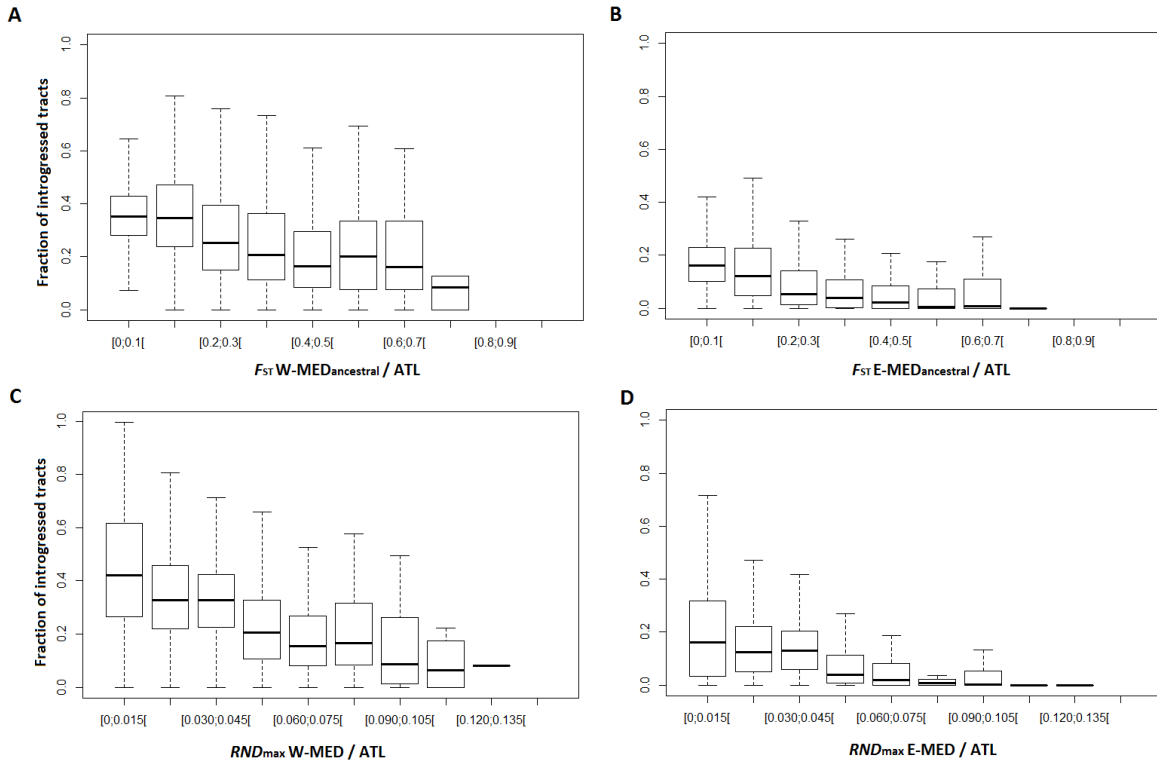 A
B
Fraction of introgressed tracts
1.0
0.8
0.6
0.4
0.2
0.0
[0;0.1[ [0.2;0.3[ [0.4;0.5[ [0.6;0.7[ [0.8;0.9[
FST W-MEDancestral / ATL
1.0
0.8
0.6
0.4
0.2
0.0
[0;0.1[ [0.2;0.3[ [0.4;0.5[ [0.6;0.7[ [0.8;0.9[
FST E-MEDancestral / ATL
C
D
Fraction of introgressed tracts
1.0
0.8
0.6
0.4
0.2
0.0
[0;0.015[ [0.030;0.045[ [0.060;0.075[ [0.090;0.105[ [0.120;0.135[
RNDmax W-MED / ATL
1.0
0.8
0.6
0.4
0.2
0.0
[0;0.015[ [0.030;0.045[ [0.060;0.075[ [0.090;0.105[ [0.120;0.135[
RNDmax E-MED / ATL